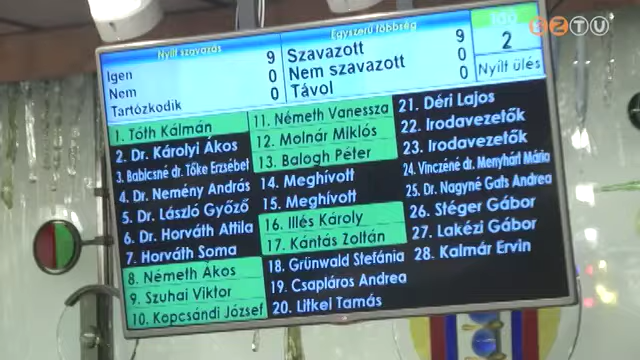 Nyílt szavazás
Igen 9
Nem 0
Tartózkodik 0
Egyszerű többség
Szavazott 9
Nem szavazott 0
Távol 0
Idő
2
Nyílt ülés
1. Tóth Kálmán
2. Dr. Károlyi Ákos
3. Babicsné dr. Tőke Erzsébet
4. Dr. Nemény András
5. Dr. László Győző
6. Dr. Horváth Attila
7. Horváth Soma
8. Németh Ákos
9. Szuhai Viktor
10. Kopcsándi József
11. Németh Vanessza
12. Molnár Miklós
13. Balogh Péter
14. Meghívott
15. Meghívott
16. Illés Károly
17. Kántás Zoltán
18. Grünwald Stefánia
19. Csapláros Andrea
20. Litkei Tamás
21. Déri Lajos
22. Irodavezetők
23. Irodavezetők
24. Vinczéné dr. Menyhárt Mária
25. Dr. Nagyné Gats Andrea
26. Stéger Gábor
27. Lakézi Gábor
28. Kalmár Ervin
SZTV